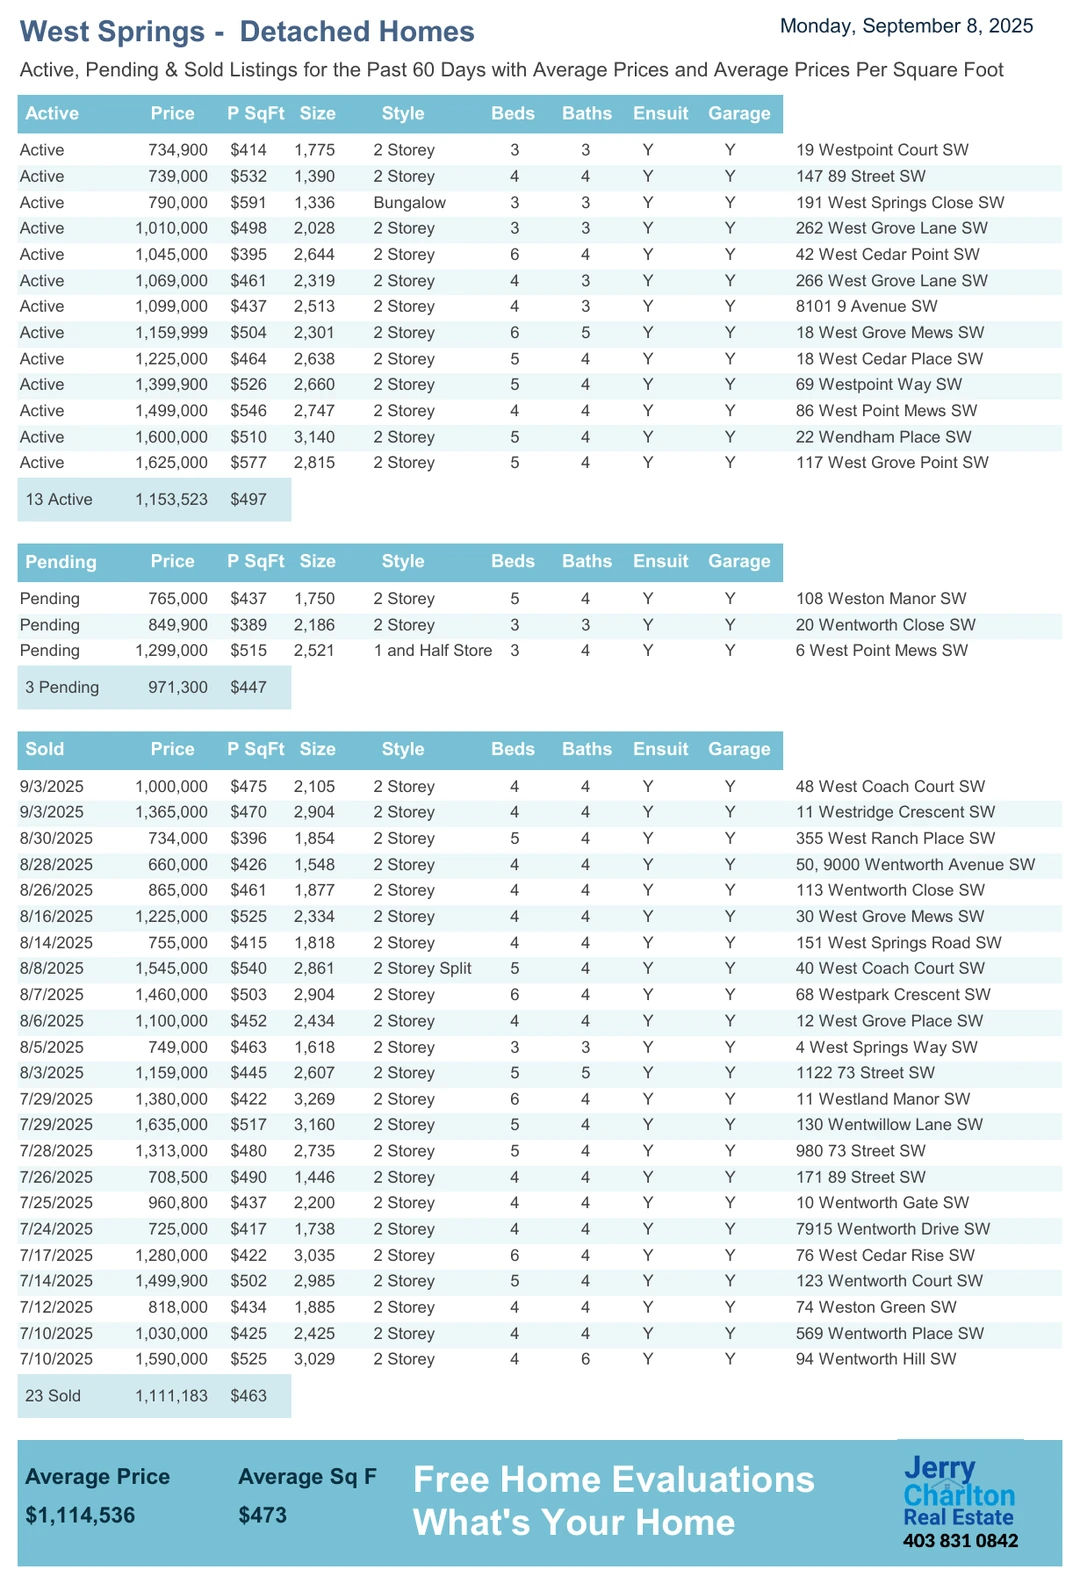 West Springs -  Detached Homes
Monday, September 8, 2025
Active, Pending & Sold Listings for the Past 60 Days with Average Prices and Average Prices Per Square Foot
Active Price P SqFt Size Style Beds Baths Ensuit Garage
Active 734,900 $414 1,775 2 Storey 3 3 Y Y 19 Westpoint Court SW
Active 739,000 $532 1,390 2 Storey 4 4 Y Y 147 89 Street SW
Active 790,000 $591 1,336 Bungalow 3 3 Y Y 191 West Springs Close SW
Active 1,010,000 $498 2,028 2 Storey 3 3 Y Y 262 West Grove Lane SW
Active 1,045,000 $395 2,644 2 Storey 6 4 Y Y 42 West Cedar Point SW
Active 1,069,000 $461 2,319 2 Storey 4 3 Y Y 266 West Grove Lane SW
Active 1,099,000 $437 2,513 2 Storey 4 3 Y Y 8101 9 Avenue SW
Active 1,159,999 $504 2,301 2 Storey 6 5 Y Y 18 West Grove Mews SW
Active 1,225,000 $464 2,638 2 Storey 5 4 Y Y 18 West Cedar Place SW
Active 1,399,900 $526 2,660 2 Storey 5 4 Y Y 69 Westpoint Way SW
Active 1,499,000 $546 2,747 2 Storey 4 4 Y Y 86 West Point Mews SW
Active 1,600,000 $510 3,140 2 Storey 5 4 Y Y 22 Wendham Place SW
Active 1,625,000 $577 2,815 2 Storey 5 4 Y Y 117 West Grove Point SW
13 Active 1,153,523 $497
Pending Price P SqFt Size Style Beds Baths Ensuit Garage
Pending 765,000 $437 1,750 2 Storey 5 4 Y Y 108 Weston Manor SW
Pending 849,900 $389 2,186 2 Storey 3 3 Y Y 20 Wentworth Close SW
Pending 1,299,000 $515 2,521 1 and Half Store 3 4 Y Y 6 West Point Mews SW
3 Pending 971,300 $447
Sold Price P SqFt Size Style Beds Baths Ensuit Garage
9/3/2025 1,000,000 $475 2,105 2 Storey 4 4 Y Y 48 West Coach Court SW
9/3/2025 1,365,000 $470 2,904 2 Storey 4 4 Y Y 11 Westridge Crescent SW
8/30/2025 734,000 $396 1,854 2 Storey 5 4 Y Y 355 West Ranch Place SW
8/28/2025 660,000 $426 1,548 2 Storey 4 4 Y Y 50, 9000 Wentworth Avenue SW
8/26/2025 865,000 $461 1,877 2 Storey 4 4 Y Y 113 Wentworth Close SW
8/16/2025 1,225,000 $525 2,334 2 Storey 4 4 Y Y 30 West Grove Mews SW
8/14/2025 755,000 $415 1,818 2 Storey 4 4 Y Y 151 West Springs Road SW
8/8/2025 1,545,000 $540 2,861 2 Storey Split 5 4 Y Y 40 West Coach Court SW
8/7/2025 1,460,000 $503 2,904 2 Storey 6 4 Y Y 68 Westpark Crescent SW
8/6/2025 1,100,000 $452 2,434 2 Storey 4 4 Y Y 12 West Grove Place SW
8/5/2025 749,000 $463 1,618 2 Storey 3 3 Y Y 4 West Springs Way SW
8/3/2025 1,159,000 $445 2,607 2 Storey 5 5 Y Y 1122 73 Street SW
7/29/2025 1,380,000 $422 3,269 2 Storey 6 4 Y Y 11 Westland Manor SW
7/29/2025 1,635,000 $517 3,160 2 Storey 5 4 Y Y 130 Wentwillow Lane SW
7/28/2025 1,313,000 $480 2,735 2 Storey 5 4 Y Y 980 73 Street SW
7/26/2025 708,500 $490 1,446 2 Storey 4 4 Y Y 171 89 Street SW
7/25/2025 960,800 $437 2,200 2 Storey 4 4 Y Y 10 Wentworth Gate SW
7/24/2025 725,000 $417 1,738 2 Storey 4 4 Y Y 7915 Wentworth Drive SW
7/17/2025 1,280,000 $422 3,035 2 Storey 6 4 Y Y 76 West Cedar Rise SW
7/14/2025 1,499,900 $502 2,985 2 Storey 5 4 Y Y 123 Wentworth Court SW
7/12/2025 818,000 $434 1,885 2 Storey 4 4 Y Y 74 Weston Green SW
7/10/2025 1,030,000 $425 2,425 2 Storey 4 4 Y Y 569 Wentworth Place SW
7/10/2025 1,590,000 $525 3,029 2 Storey 4 6 Y Y 94 Wentworth Hill SW
23 Sold 1,111,183 $463
Average Price Average Sq F
$1,114,536 $473
Free Home Evaluations
What's Your Home
Jerry
Charlton
Real Estate
403 831 0842